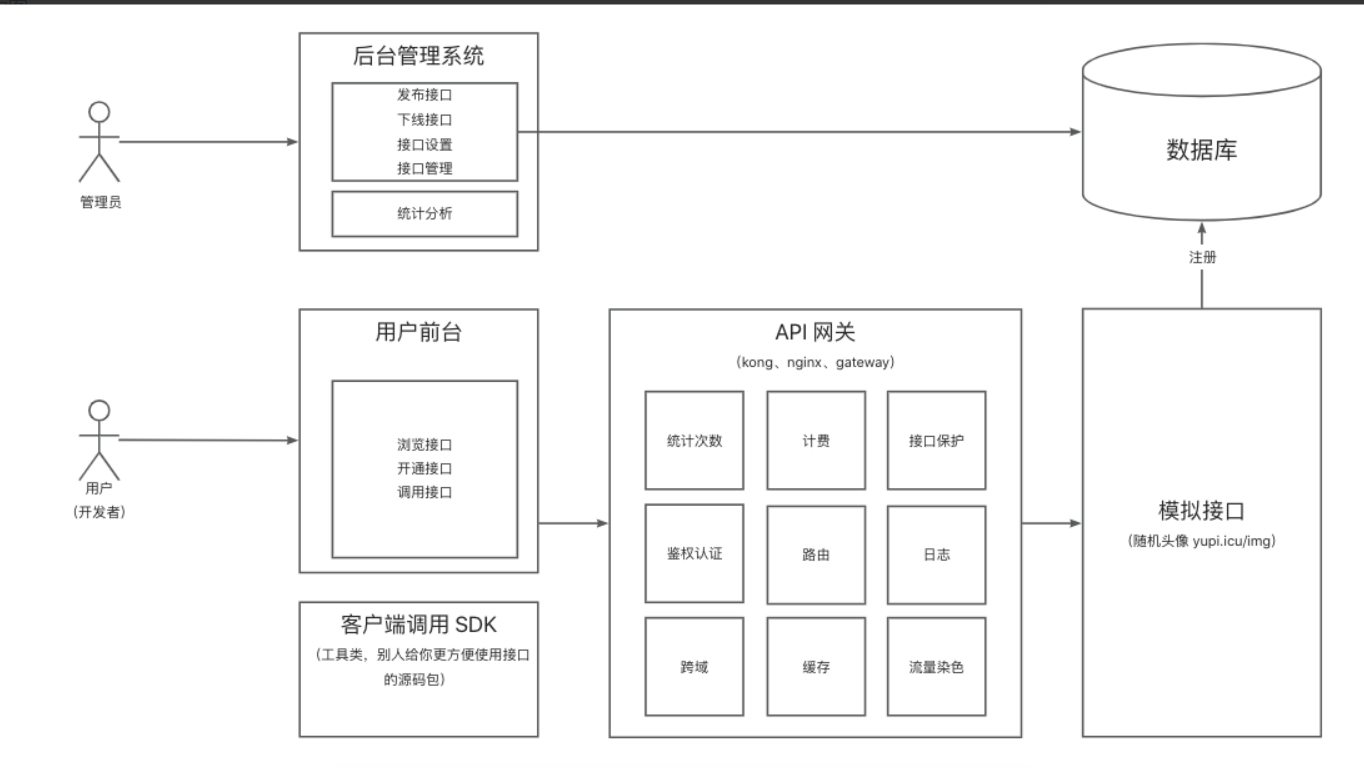 后台管理系统
发布接口
下线接口
接口设置
接口管理
统计分析
管理员
数据库
注册
用户前台
浏览接口
开通接口
调用接口
用户
（开发者）
客户端调用 SDK
（工具类，别人给你更方便使用接口
的源码包）
API 网关
（kong、nginx、gateway）
统计次数
计费
接口保护
鉴权认证
路由
日志
跨域
缓存
流量染色
模拟接口
（随机头像 yupi.icu/img）